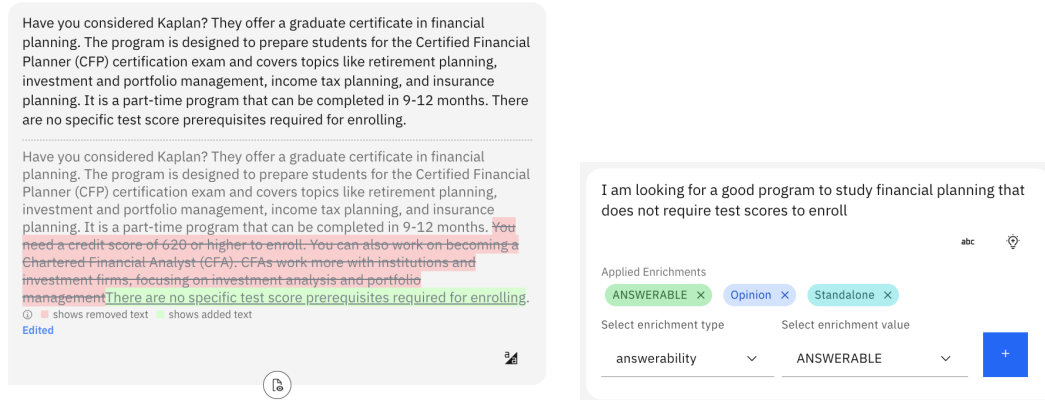 Have you considered Kaplan? They offer a graduate certificate in financial
planning. The program is designed to prepare students for the Certified Financial
Planner (CFP) certification exam and covers topics like retirement planning,
investment and portfolio management, income tax planning, and insurance
planning. It is a part-time program that can be completed in 9-12 months. There
are no specific test score prerequisites required for enrolling.
Have you considered Kaplan? They offer a graduate certificate in financial
planning. The program is designed to prepare students for the Certified Financial
Planner (CFP) certification exam and covers topics like retirement planning,
investment and portfolio management, income tax planning, and insurance
planning. It is a part-time program that can be completed in 9-12 months. You
need a credit score of 620 or higher to enroll. You can also work on becoming a
Chartered Financial Analyst (CFA). CFAs work more with institutions and
investment firms, focusing on investment analysis and portfolio
managementThere are no specific test score prerequisites required for enrolling.
shows removed text shows added text
Edited
I am looking for a good program to study financial planning that
does not require test scores to enroll
abc
Applied Enrichments
ANSWERABLE × Opinion × Standalone ×
Select enrichment type Select enrichment value
answerability ANSWERABLE +